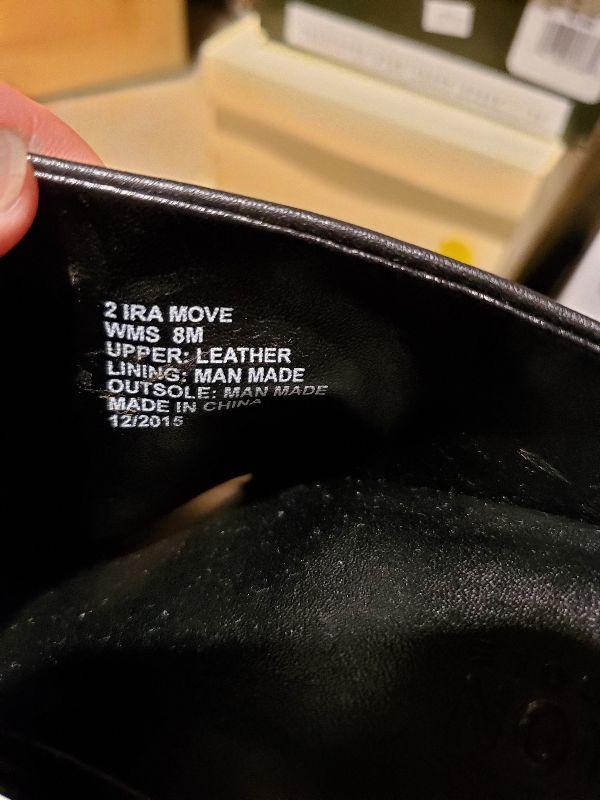 2 IRA MOVE
WMS 8M
UPPER: LEATHER
LINING: MAN MADE
OUTSOLE: MAN MADE
MADE IN CHINA
12/2015